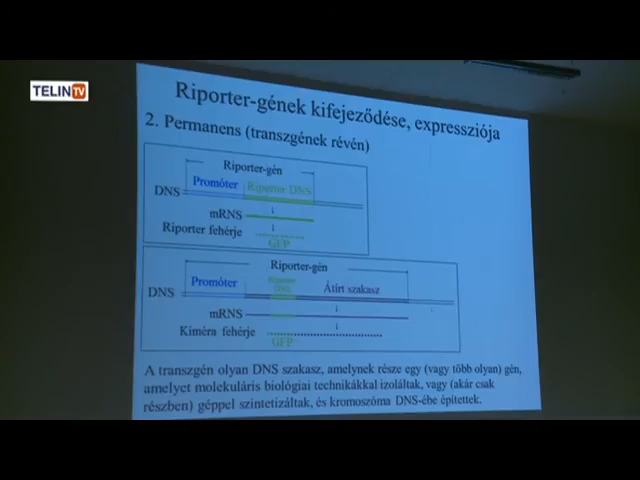 TELIN TV
Riporter-gének kifejeződése, expressziója
2. Permanens (transzgének révén)
Riporter-gén
Promóter Riporter DNS
DNS
mRNS
Riporter fehérje
GFP
Riporter-gén
Promóter Riporter DNS Átírt szakasz
DNS
mRNS
Kiméra fehérje
GFP
A transzgén olyan DNS szakasz, amelynek része egy (vagy több olyan) gén,
amelyet molekuláris biológiai technikákkal izoláltak, vagy (akár csak
részben) géppel szintetizáltak, és kromoszóma DNS-ébe építettek.